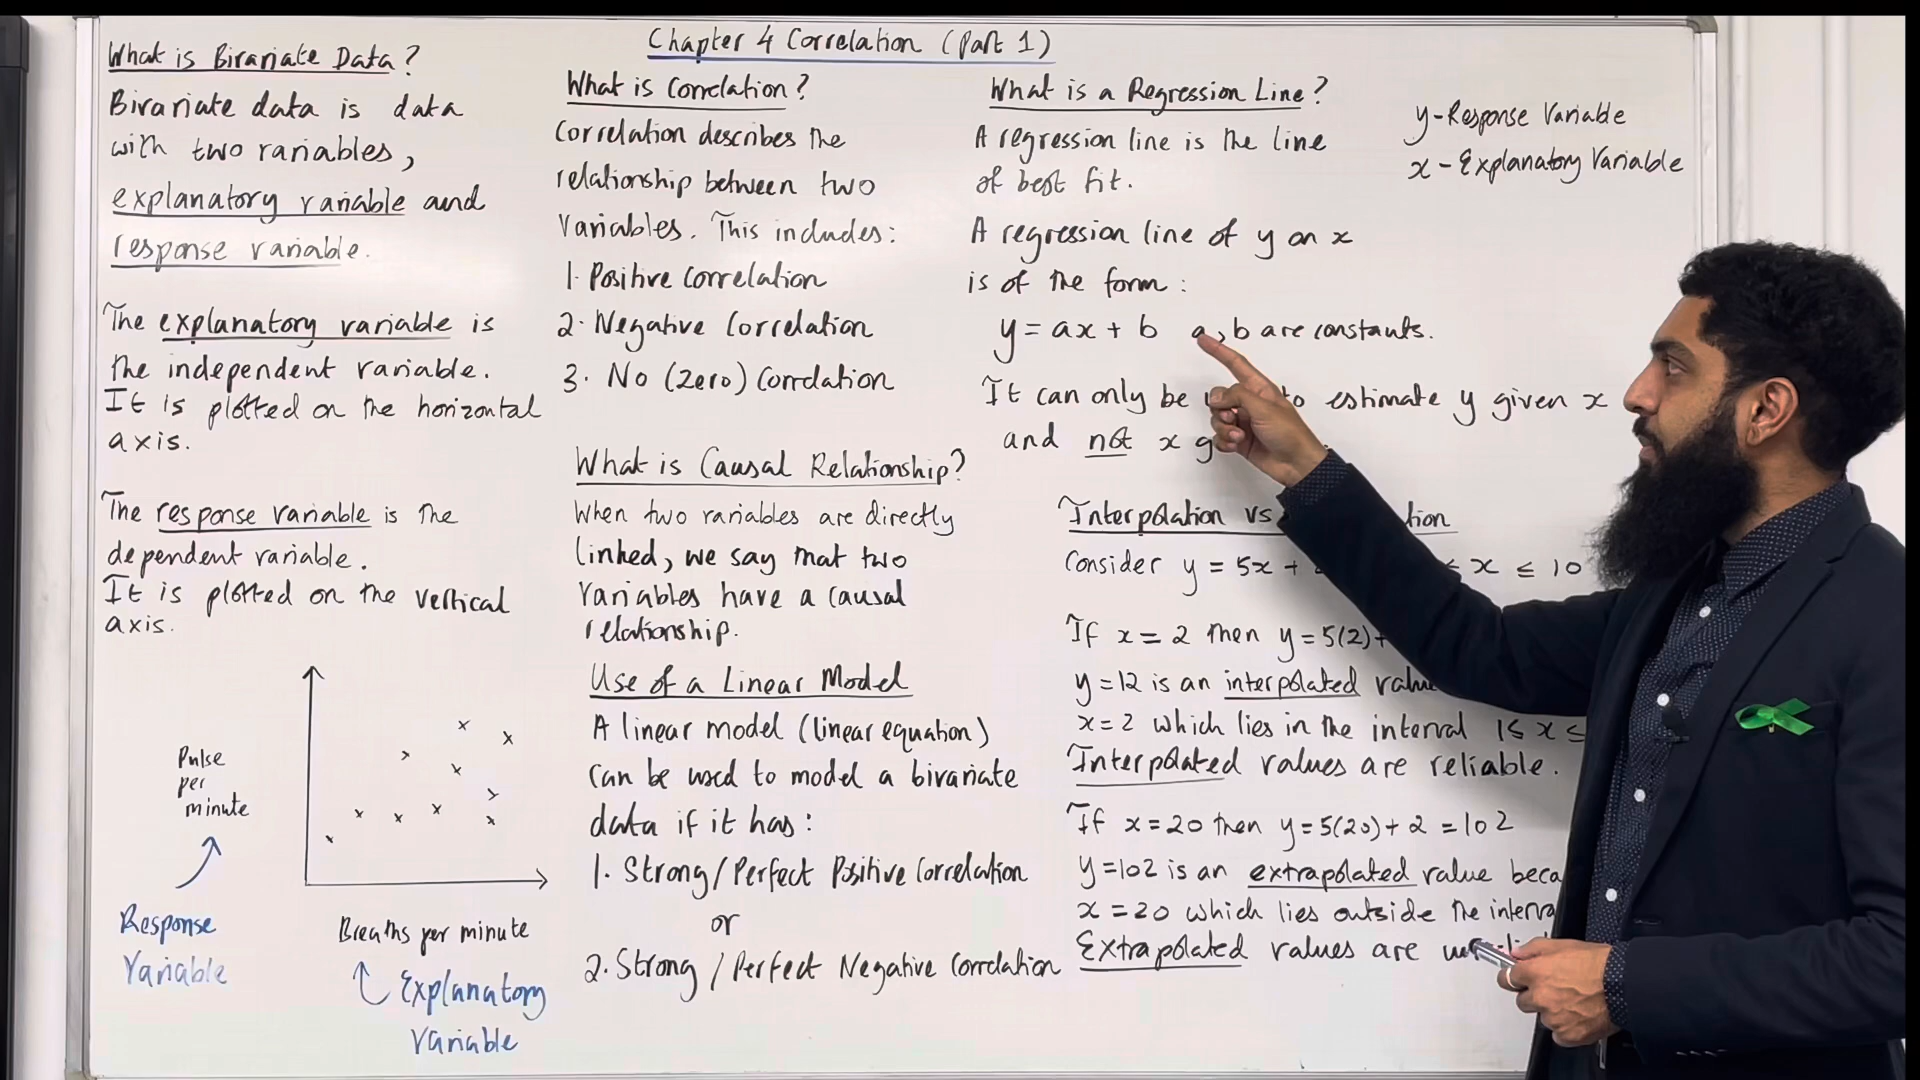 Chapter 4 Correlation (Part 1)
What is Bivariate Data?
Bivariate data is data
with two variables,
explanatory variable and
response variable.
The explanatory variable is
the independent variable.
It is plotted on the horizontal
axis.
The response variable is the
dependent variable.
It is plotted on the vertical
axis.
Pulse
per
minute
Response
Variable
Breaths per minute
Explanatory
Variable
What is Correlation?
Correlation describes the
relationship between two
variables. This includes:
1. Positive Correlation
2. Negative Correlation
3. No (Zero) Correlation
What is Causal Relationship?
When two variables are directly
linked, we say that two
variables have a causal
relationship.
Use of a Linear Model
A linear model (linear equation)
can be used to model a bivariate
data if it has:
1. Strong/Perfect Positive Correlation
or
2. Strong/Perfect Negative Correlation
What is a Regression Line?
A regression line is the line
of best fit.
A regression line of y on x
is of the form:
y = ax + b a, b are constants.
It can only be to estimate y given x
and not x
y - Response Variable
x - Explanatory Variable
Interpolation vs
Consider y = 5x + x ≤ 10
If x = 2 then y = 5(2)+
y = 12 is an interpolated value
x = 2 which lies in the interval 1 ≤ x ≤
Interpolated values are reliable.
If x = 20 then y = 5(20) + 2 = 102
y = 102 is an extrapolated value
x = 20 which lies outside the
Extrapolated values are